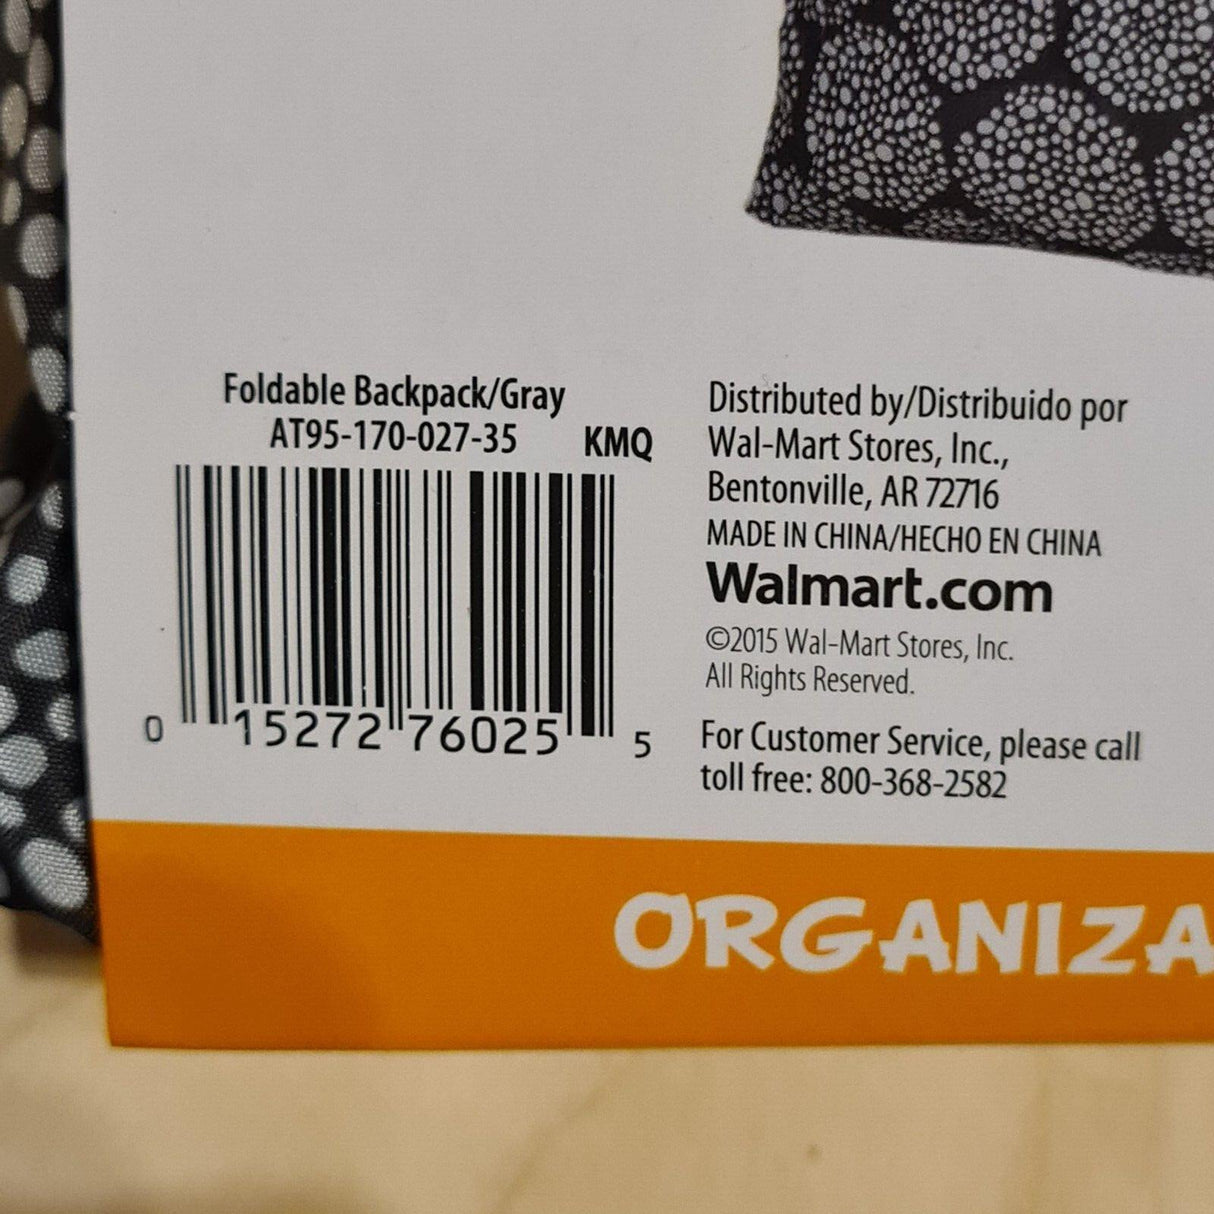 Foldable Backpack/Gray
AT95-170-027-35 KMQ
0 15272 76025 5
Distributed by/Distribuido por
Wal-Mart Stores, Inc.,
Bentonville, AR 72716
MADE IN CHINA/HECHO EN CHINA
Walmart.com
©2015 Wal-Mart Stores, Inc.
All Rights Reserved.
For Customer Service, please call
toll free: 800-368-2582
ORGANIZA